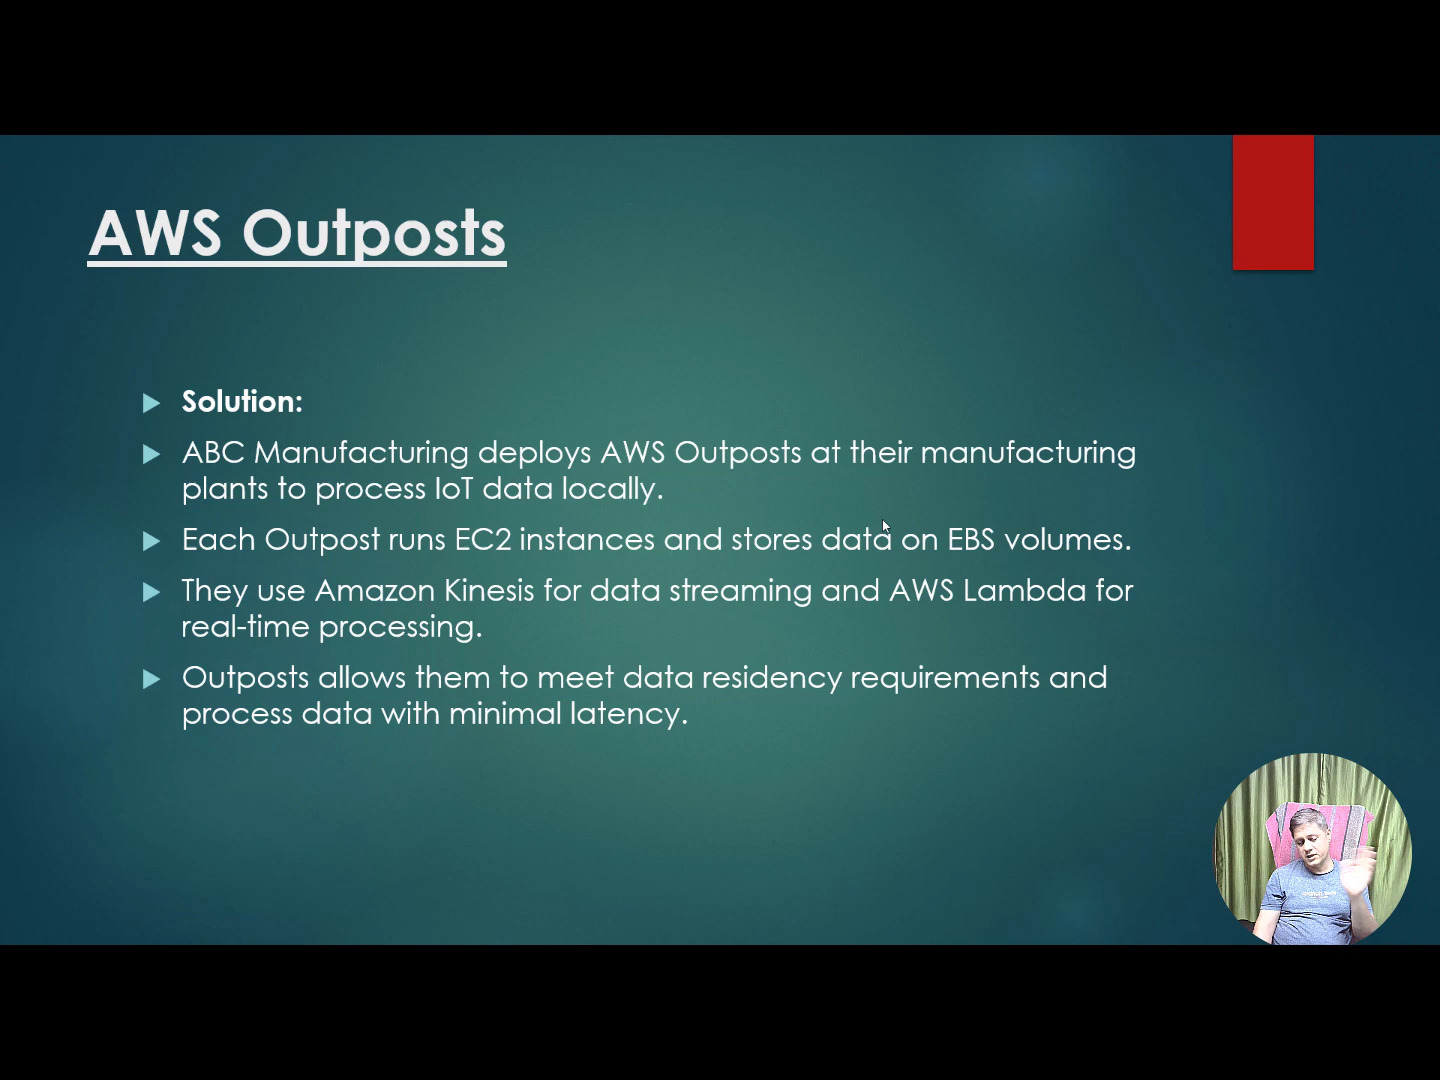 AWS Outposts
Solution:
ABC Manufacturing deploys AWS Outposts at their manufacturing
plants to process IoT data locally.
Each Outpost runs EC2 instances and stores data on EBS volumes.
They use Amazon Kinesis for data streaming and AWS Lambda for
real-time processing.
Outposts allows them to meet data residency requirements and
process data with minimal latency.